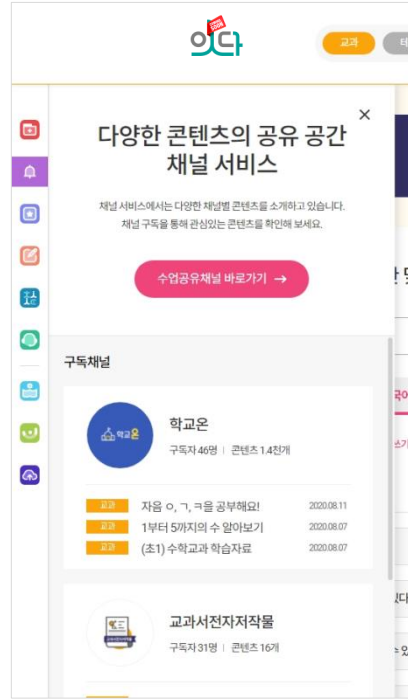 잇다
교과
다양한 콘텐츠의 공유 공간
채널 서비스
채널 서비스에서는 다양한 채널별 콘텐츠를 소개하고 있습니다.
채널 구독을 통해 관심있는 콘텐츠를 확인해 보세요.
수업공유채널 바로가기 →
구독채널
학교온
학교온
구독자 46명 | 콘텐츠 1.4천개
교과 자음 ㅇ, ㄱ, ㅋ을 공부해요! 2020.08.11
교과 1부터 5까지의 수 알아보기 2020.08.07
교과 (초1) 수학교과 학습자료 2020.08.07
교과서전자저작물
구독자 31명 | 콘텐츠 16개